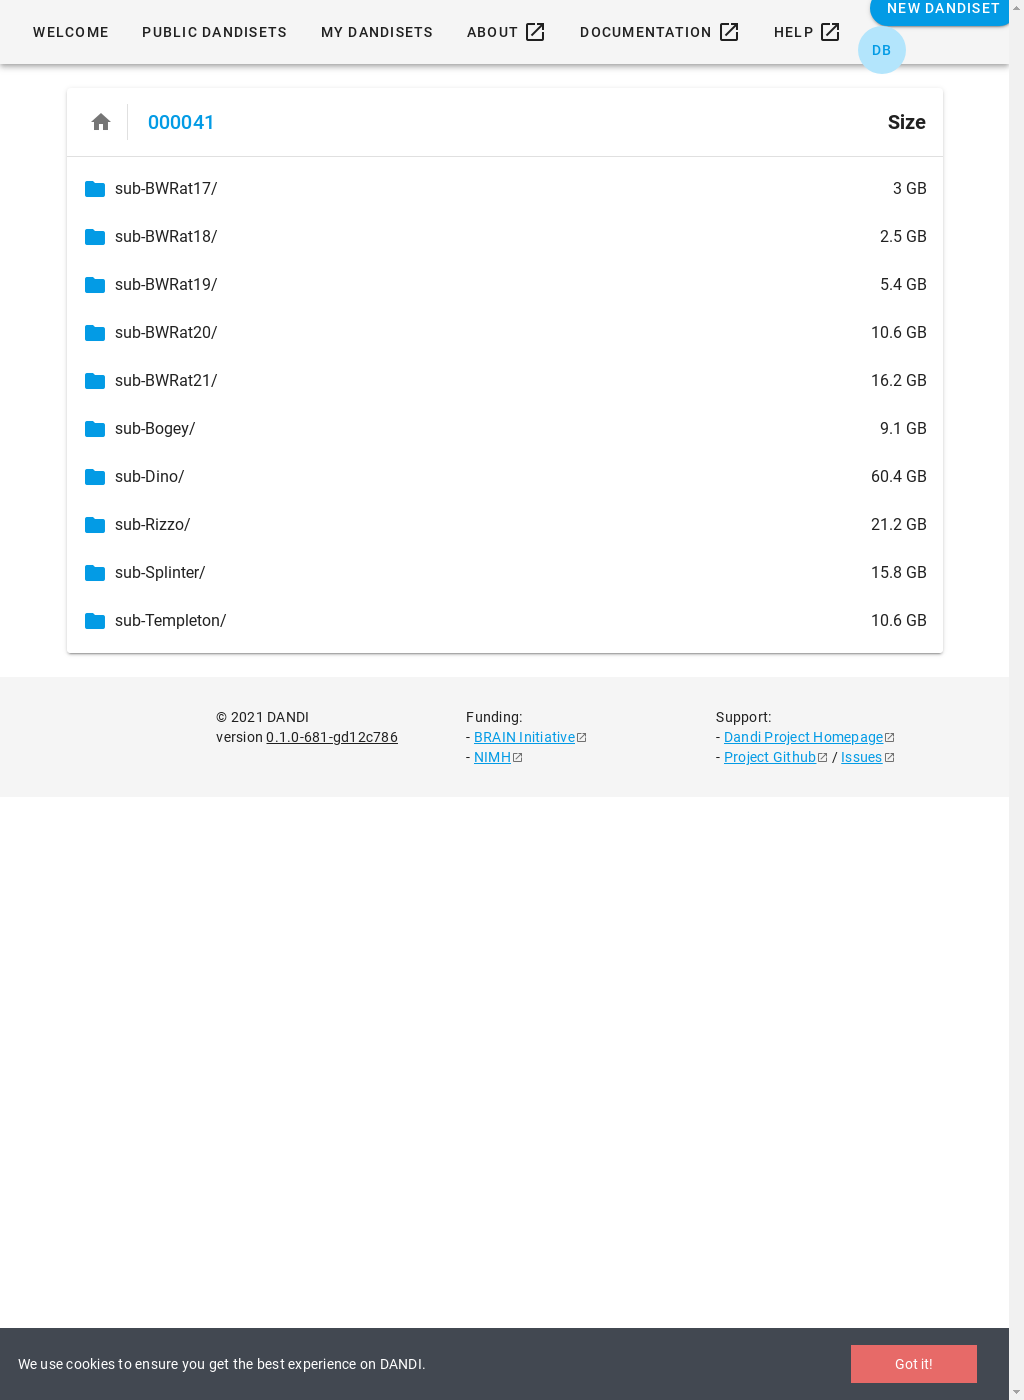 WELCOME PUBLIC DANDISETS MY DANDISETS ABOUT DOCUMENTATION HELP NEW DANDISET
DB
000041 Size
sub-BWRat17/ 3 GB
sub-BWRat18/ 2.5 GB
sub-BWRat19/ 5.4 GB
sub-BWRat20/ 10.6 GB
sub-BWRat21/ 16.2 GB
sub-Bogey/ 9.1 GB
sub-Dino/ 60.4 GB
sub-Rizzo/ 21.2 GB
sub-Splinter/ 15.8 GB
sub-Templeton/ 10.6 GB
© 2021 DANDI
version 0.1.0-681-gd12c786
Funding:
- BRAIN Initiative
- NIMH
Support:
- Dandi Project Homepage
- Project Github / Issues
We use cookies to ensure you get the best experience on DANDI. Got it!